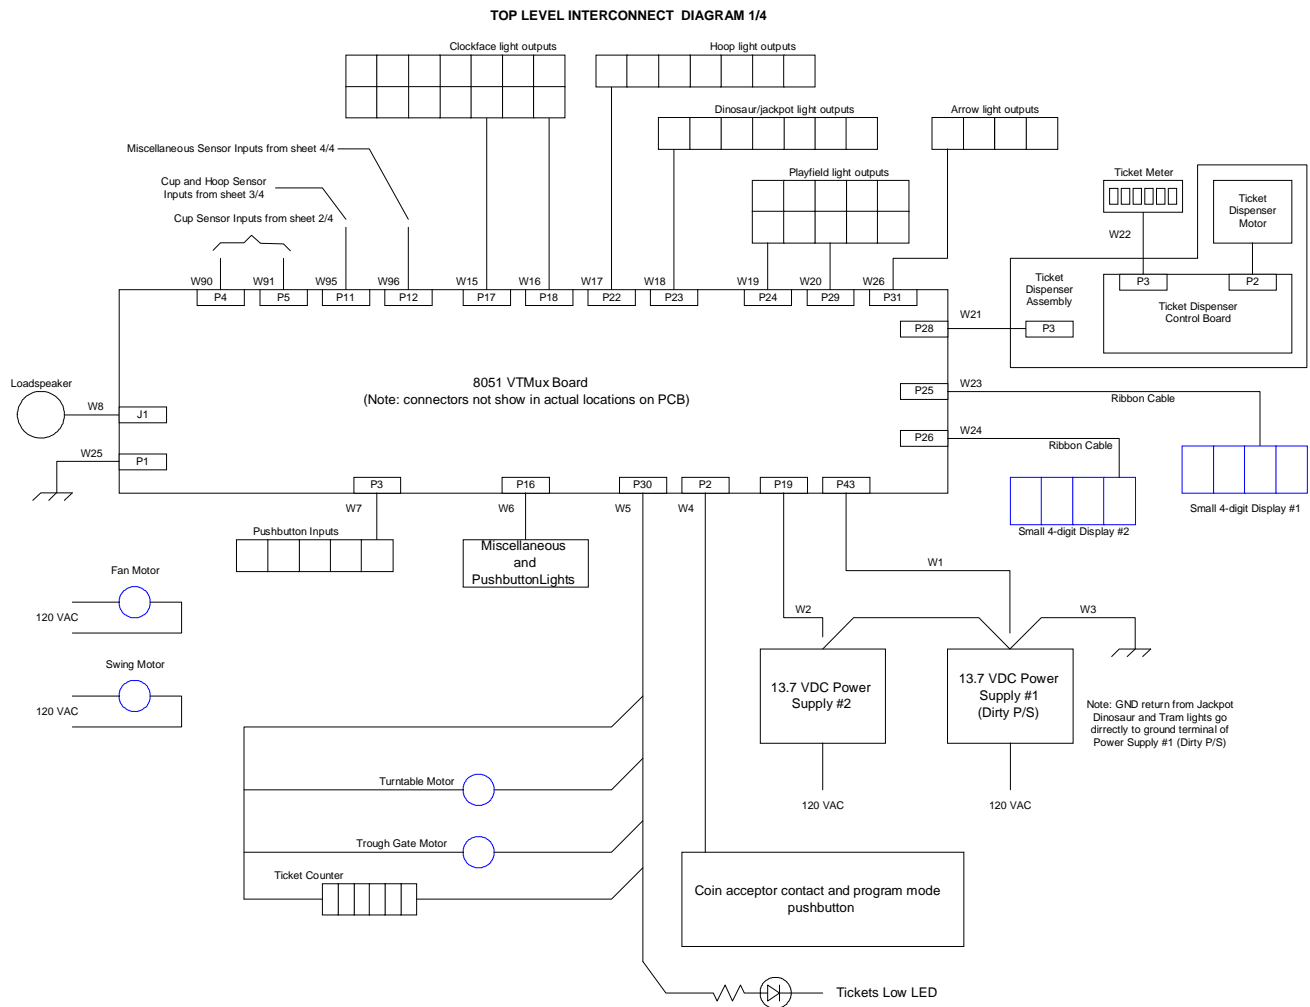 TOP LEVEL INTERCONNECT DIAGRAM 1/4
Clockface light outputs
Hoop light outputs
Dinosaur/jackpot light outputs
Arrow light outputs
Miscellaneous Sensor Inputs from sheet 4/4
Playfield light outputs
Ticket Meter
Cup and Hoop Sensor
Inputs from sheet 3/4
Ticket
Dispenser
Motor
Cup Sensor Inputs from sheet 2/4
W22
W90
W91
W95
W96
W15
W16
W17
W18
W19
W20
W26
P4
P5
P11
P12
P17
P18
P22
P23
P24
P29
P31
Ticket
Dispenser
Assembly
P3
P2
Ticket Dispenser
Control Board
P28
W21
P3
8051 VTMux Board
(Note: connectors not show in actual locations on PCB)
Loadspeaker
W8
J1
W25
P1
P25
W23
Ribbon Cable
P26
W24
Ribbon Cable
Small 4-digit Display #1
Small 4-digit Display #2
P3
P16
P30
P2
P19
P43
W7
W6
W5
W4
Pushbutton Inputs
Miscellaneous
and
PushbuttonLights
W1
W2
W3
Fan Motor
120 VAC
Swing Motor
120 VAC
13.7 VDC Power
Supply #2
13.7 VDC Power
Supply #1
(Dirty P/S)
Note: GND return from Jackpot
Dinosaur and Tram lights go
dirrectly to ground terminal of
Power Supply #1 (Dirty P/S)
120 VAC
120 VAC
Turntable Motor
Trough Gate Motor
Ticket Counter
Coin acceptor contact and program mode
pushbutton
Tickets Low LED